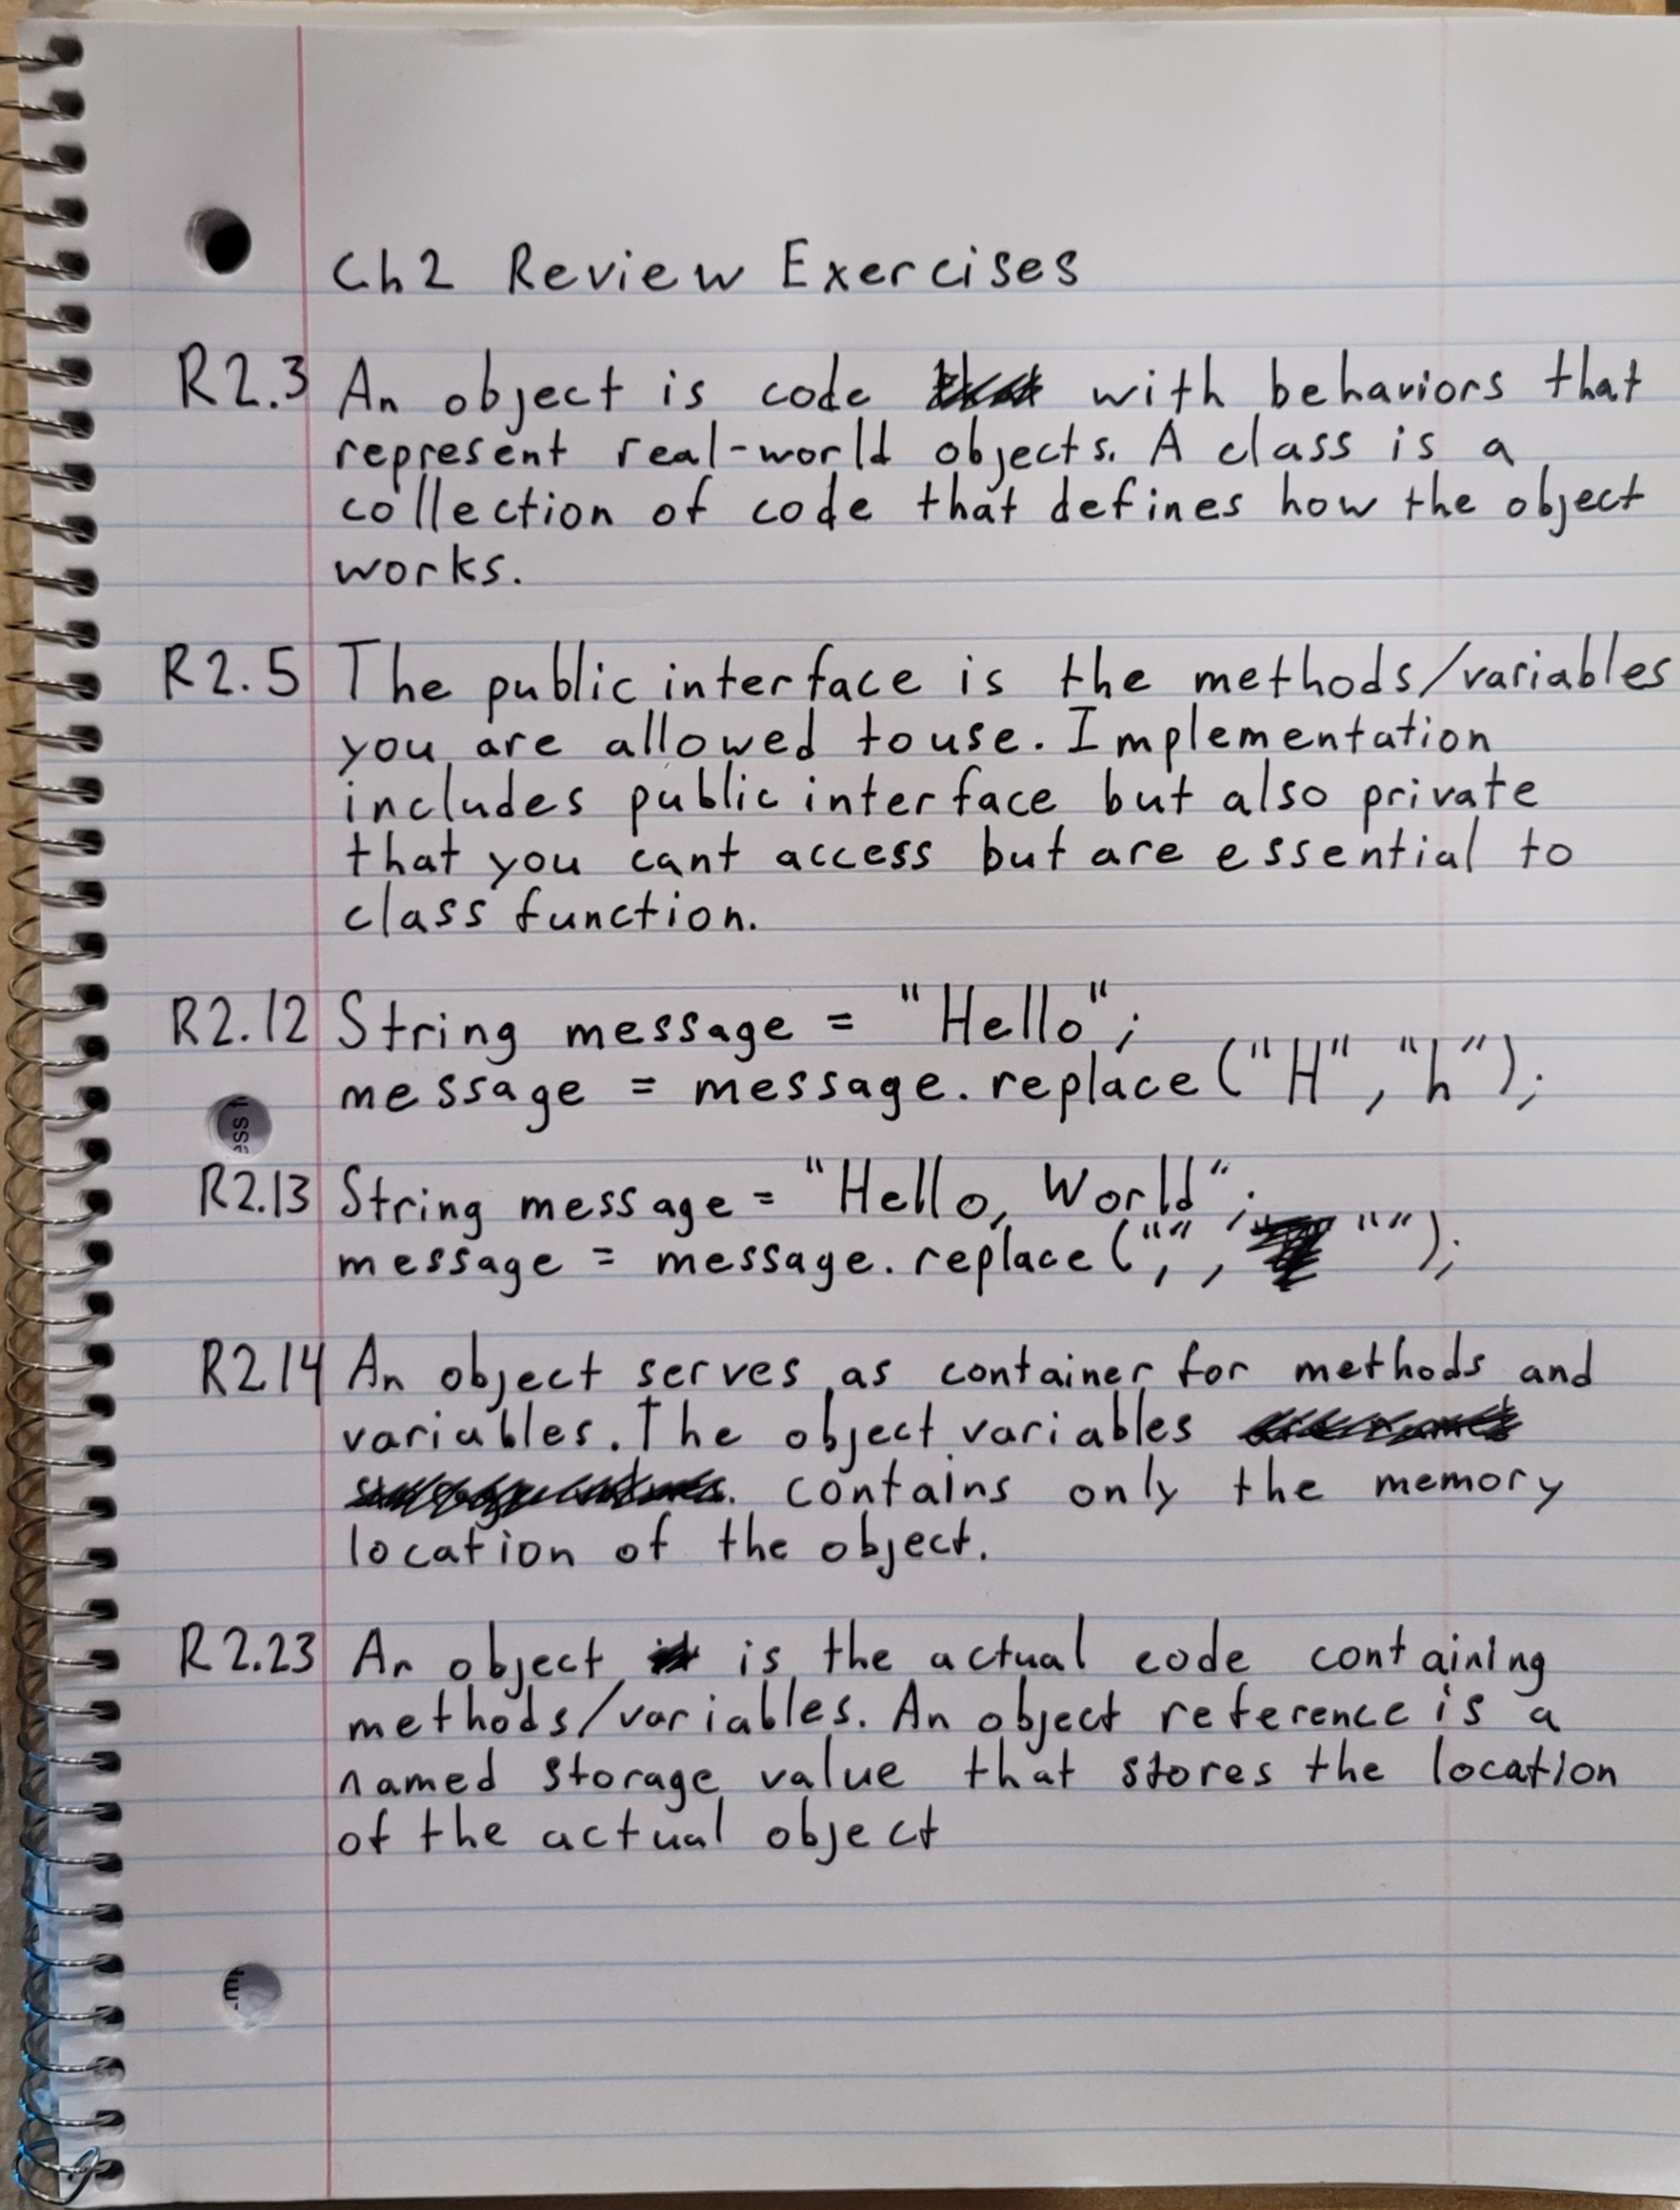 Ch2 Review Exercises
R2.3 An object is code with behaviors that
represent real-world objects. A class is a
collection of code that defines how the object
works.
R2.5 The public interface is the methods/variables
you are allowed to use. Implementation
includes public interface but also private
that you cant access but are essential to
class function.
R2.12 String message = "Hello";
message = message.replace("H", "h");
R2.13 String message = "Hello, World";
message = message.replace(",", "");
R2.14 An object serves as container for methods and
variables. The object variables
contains only the memory
location of the object.
R2.23 An object is the actual code containing
methods/variables. An object reference is a
named storage value that stores the location
of the actual object